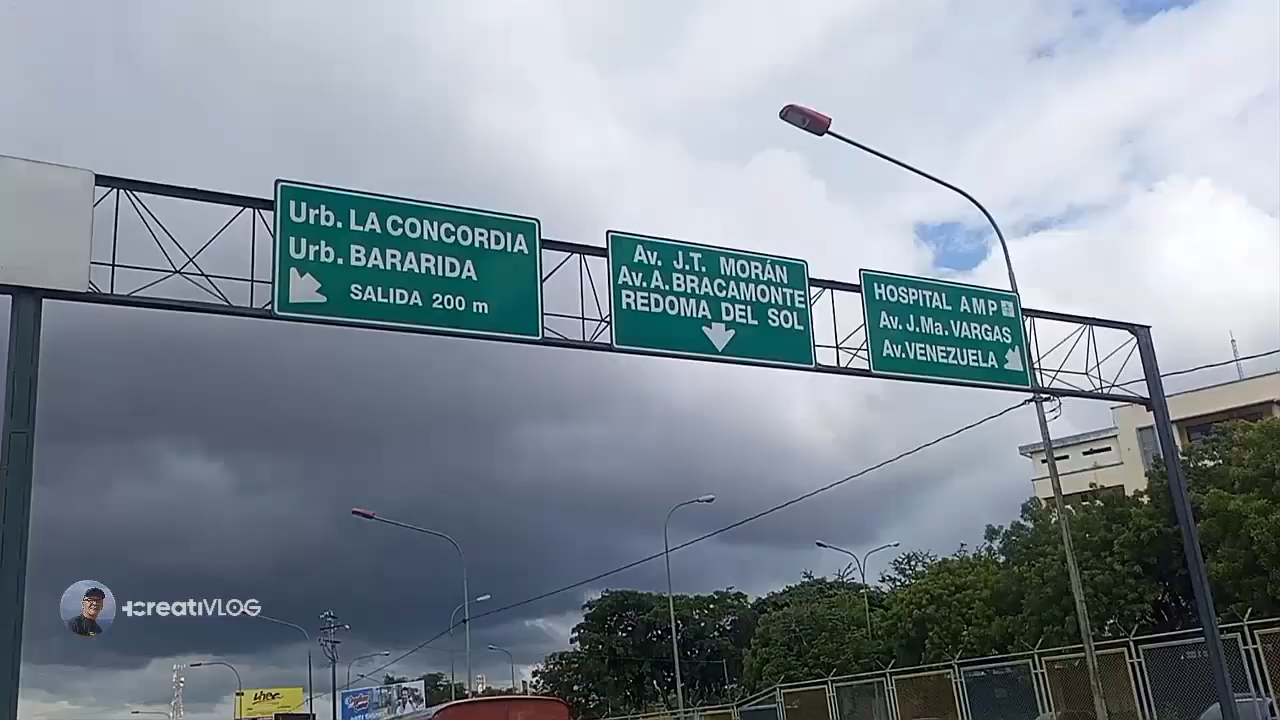 Urb. LA CONCORDIA
Urb. BARARIDA
SALIDA 200 m
Av. J.T. MORÁN
Av. A. BRACAMONTE
REDOMA DEL SOL
HOSPITAL AMP
Av. J.Ma. VARGAS
Av. VENEZUELA
+creatiVLOG